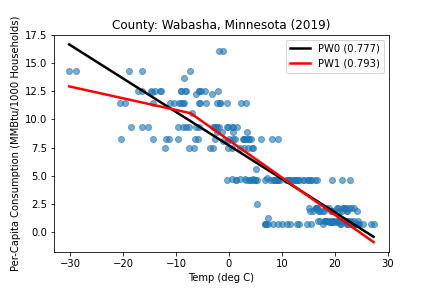 County: Wabasha, Minnesota (2019)
Per-Capita Consumption (MMBtu/1000 Households)
17.5
15.0
12.5
10.0
7.5
5.0
2.5
0.0
PW0 (0.777)
PW1 (0.793)
−30 −20 −10 0 10 20 30
Temp (deg C)